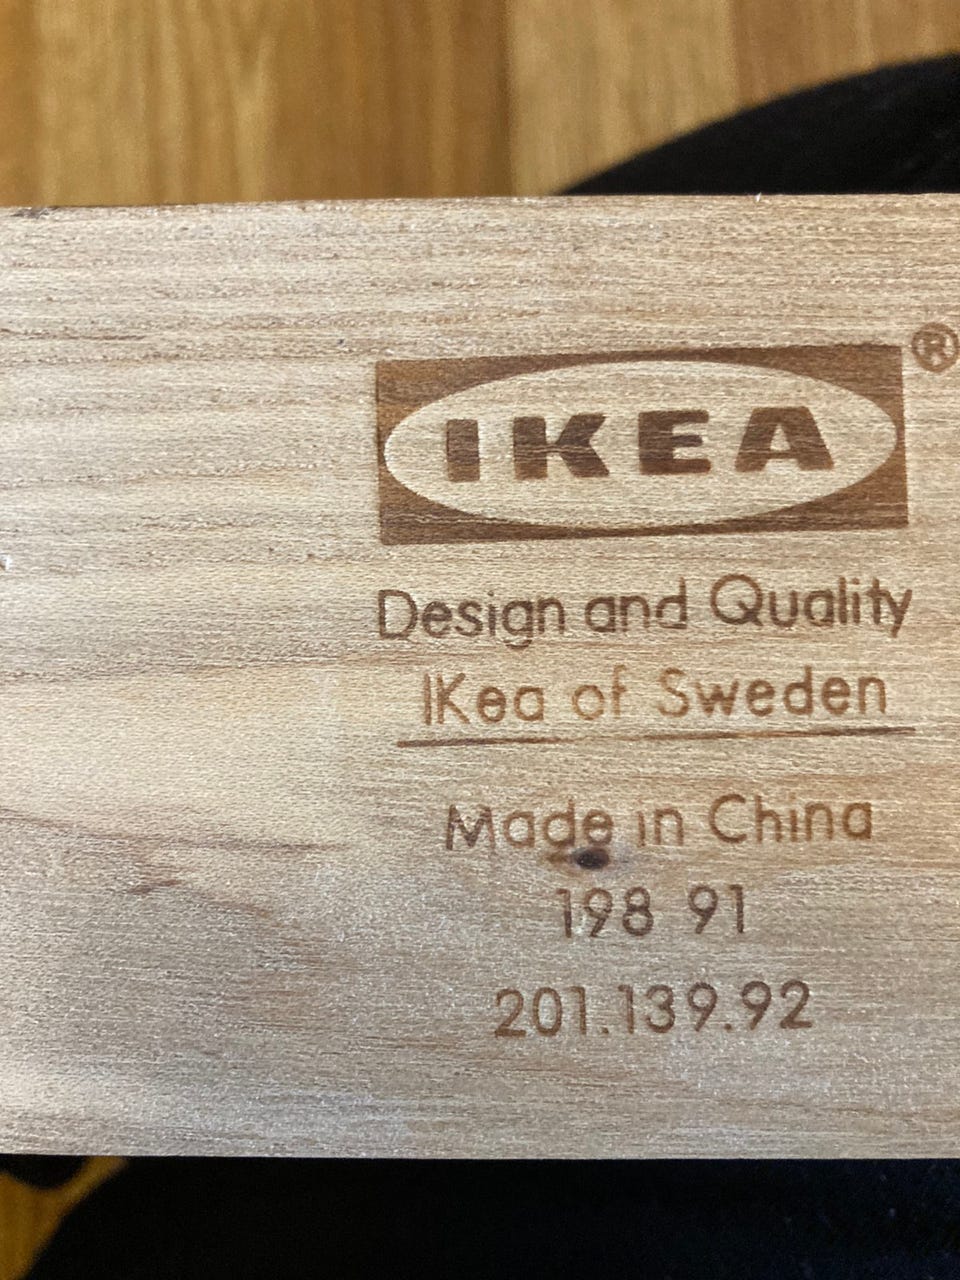 IKEA®
Design and Quality
IKea of Sweden
Made in China
198 91
201.139.92